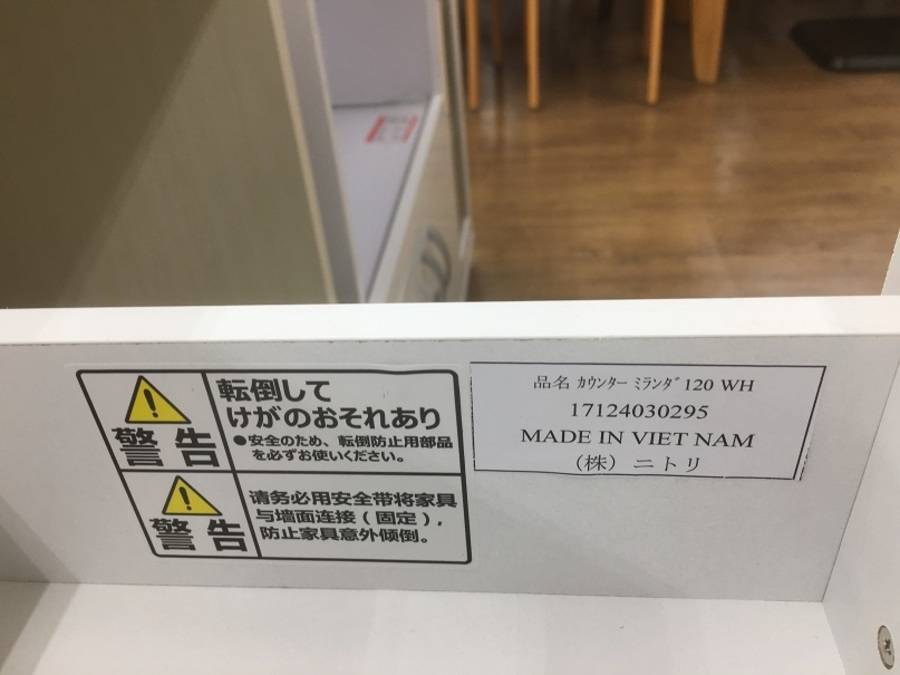 警告
転倒して
けがのおそれあり
●安全のため、転倒防止用部品
を必ずお使いください。
警告
请务必用安全带将家具
与墙面连接（固定），
防止家具意外倾倒。
品名 ｶｳﾝﾀｰ ﾐﾗﾝﾀﾞ120 WH
17124030295
MADE IN VIET NAM
（株）ニトリ